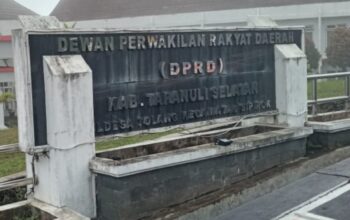 DEWAN PERWAKILAN RAKYAT DAERAH
(DPRD)
KAB. TAPANULI SELATAN